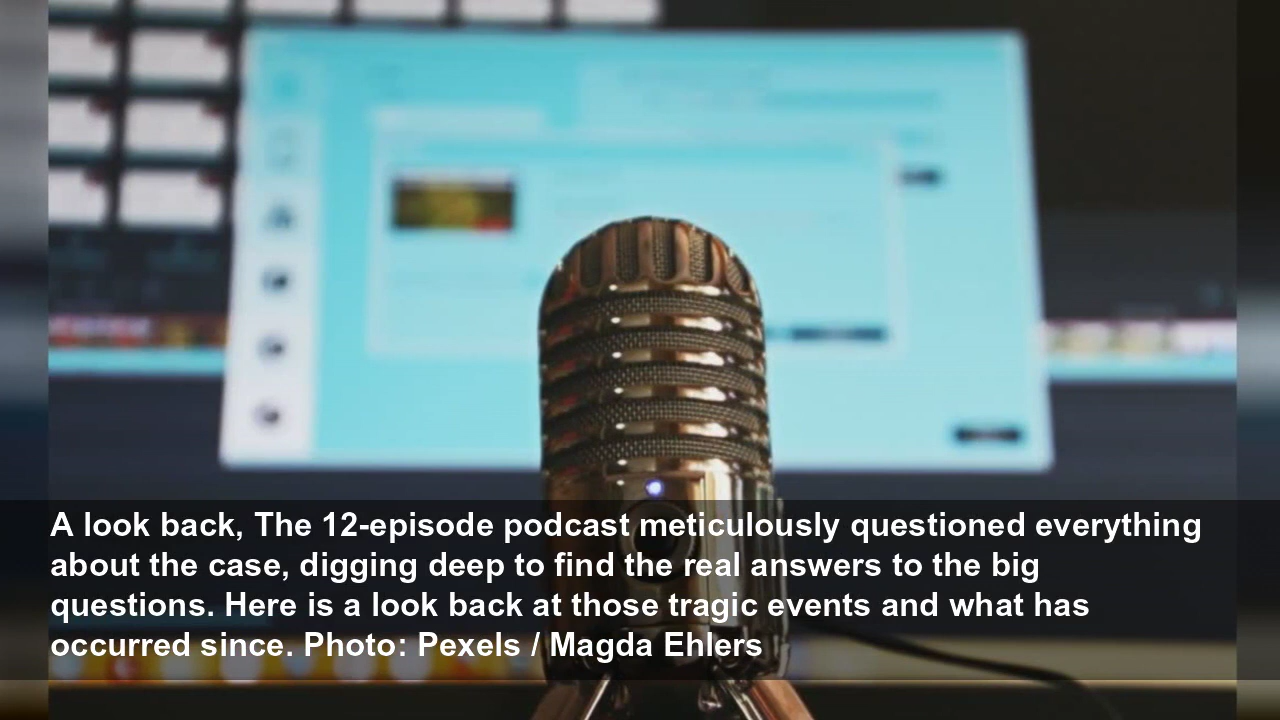 A look back, The 12-episode podcast meticulously questioned everything
about the case, digging deep to find the real answers to the big
questions. Here is a look back at those tragic events and what has
occurred since. Photo: Pexels / Magda Ehlers